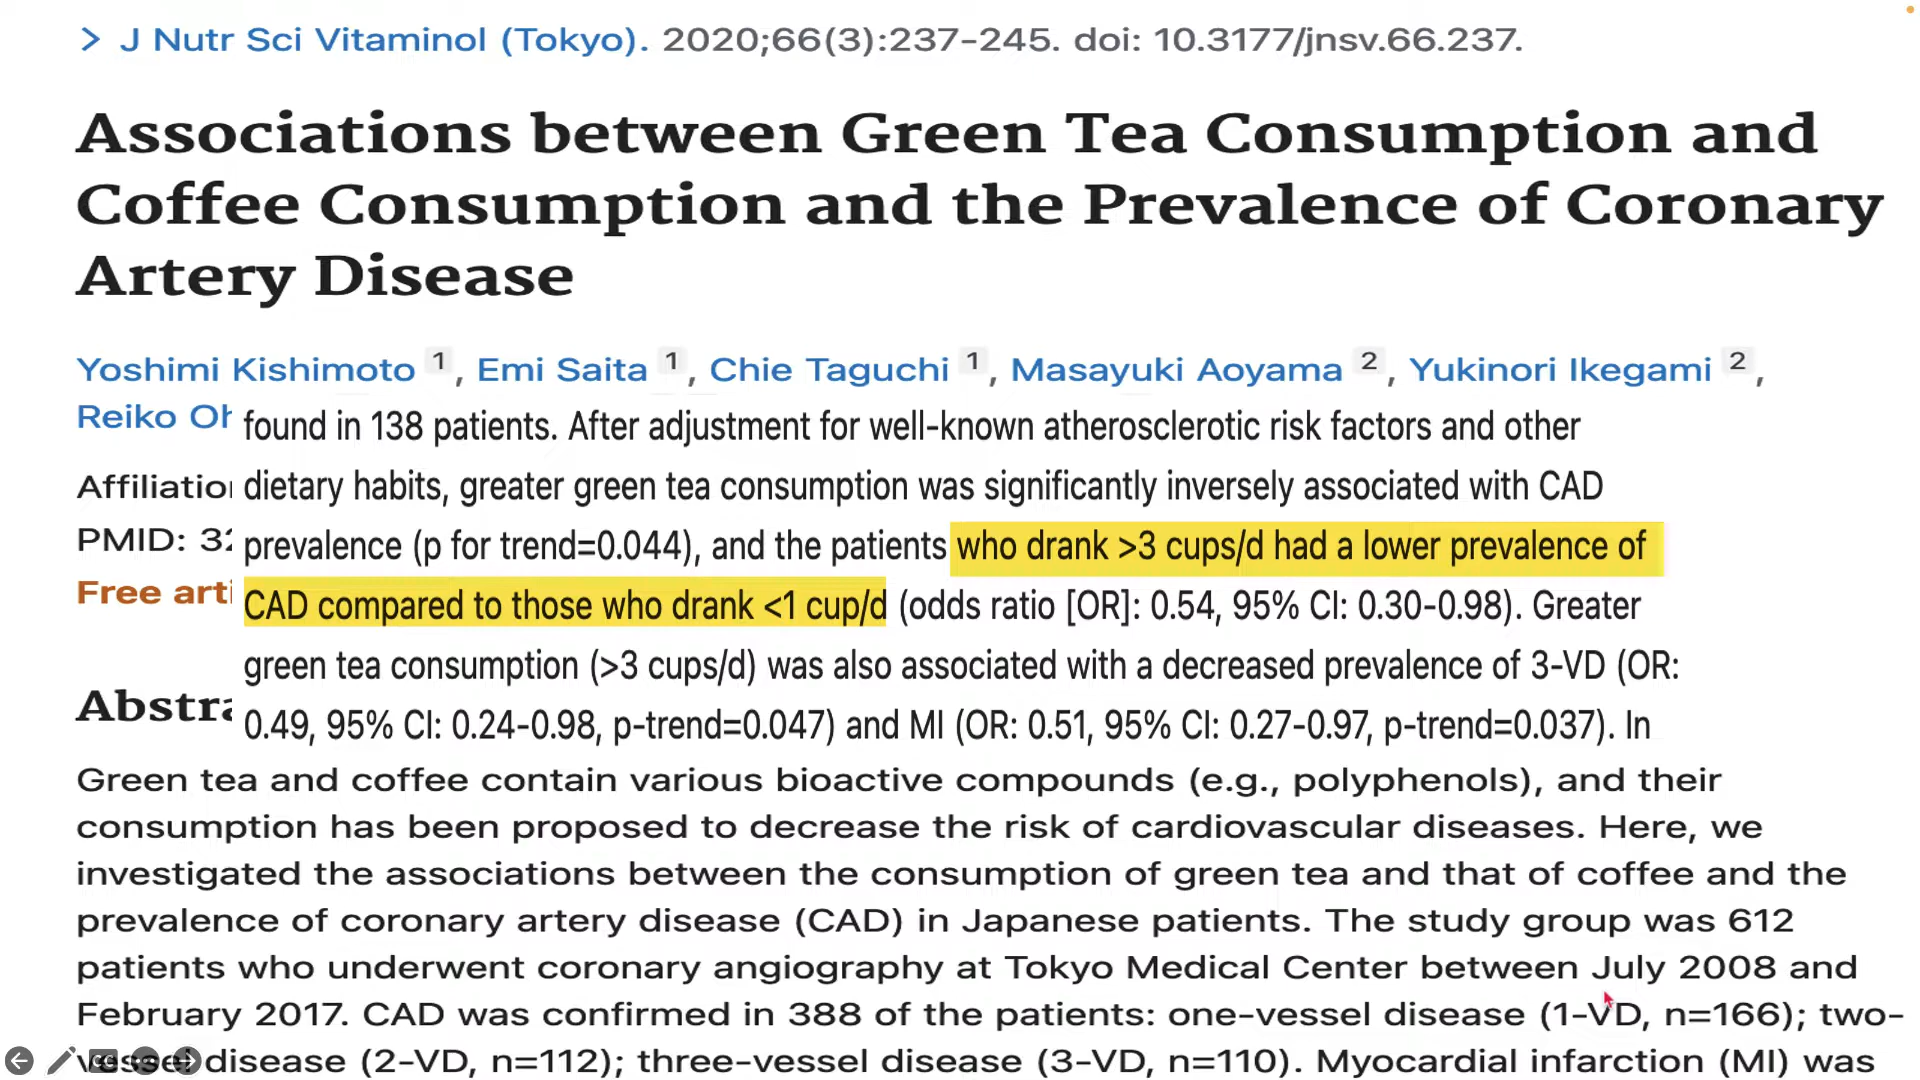 > J Nutr Sci Vitaminol (Tokyo). 2020;66(3):237-245. doi: 10.3177/jnsv.66.237.
Associations between Green Tea Consumption and
Coffee Consumption and the Prevalence of Coronary
Artery Disease
Yoshimi Kishimoto 1, Emi Saita 1, Chie Taguchi 1, Masayuki Aoyama 2, Yukinori Ikegami 2,
Reiko
found in 138 patients. After adjustment for well-known atherosclerotic risk factors and other
dietary habits, greater green tea consumption was significantly inversely associated with CAD
prevalence (p for trend=0.044), and the patients who drank >3 cups/d had a lower prevalence of
CAD compared to those who drank <1 cup/d (odds ratio [OR]: 0.54, 95% CI: 0.30-0.98). Greater
green tea consumption (>3 cups/d) was also associated with a decreased prevalence of 3-VD (OR:
0.49, 95% CI: 0.24-0.98, p-trend=0.047) and MI (OR: 0.51, 95% CI: 0.27-0.97, p-trend=0.037). In
PMID:
Free
Green tea and coffee contain various bioactive compounds (e.g., polyphenols), and their
consumption has been proposed to decrease the risk of cardiovascular diseases. Here, we
investigated the associations between the consumption of green tea and that of coffee and the
prevalence of coronary artery disease (CAD) in Japanese patients. The study group was 612
patients who underwent coronary angiography at Tokyo Medical Center between July 2008 and
February 2017. CAD was confirmed in 388 of the patients: one-vessel disease (1-VD, n=166); two-
vessel disease (2-VD, n=112); three-vessel disease (3-VD, n=110). Myocardial infarction (MI) was